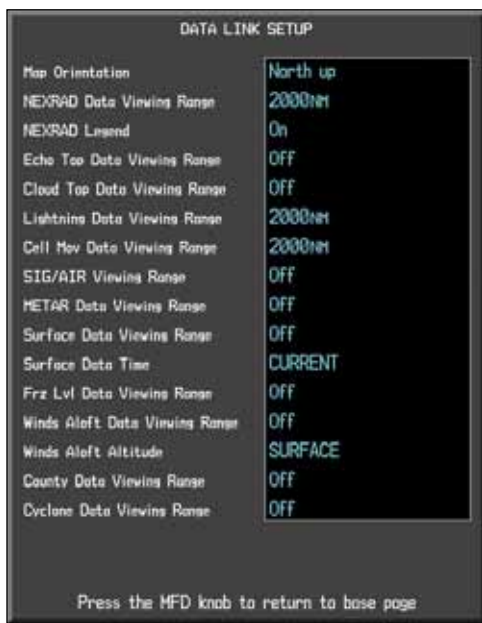 DATA LINK SETUP
Map Orientation North up
NEXRAD Data Viewing Range 2000NM
NEXRAD Legend On
Echo Top Data Viewing Range Off
Cloud Top Data Viewing Range Off
Lightning Data Viewing Range 2000NM
Cell Mov Data Viewing Range 2000NM
SIG/AIR Viewing Range Off
METAR Data Viewing Range Off
Surface Data Viewing Range Off
Surface Data Time CURRENT
Frz Lvl Data Viewing Range Off
Winds Aloft Data Viewing Range Off
Winds Aloft Altitude SURFACE
County Data Viewing Range Off
Cyclone Data Viewing Range Off
Press the MFD knob to return to base page